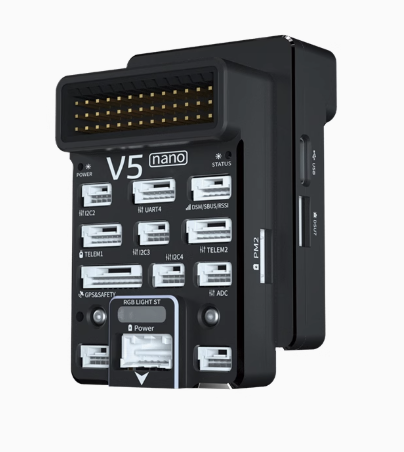 V5 nano
POWER
STATUS
I2C2
UART4
DSM/SBUS/RSSI
TELEM1
I2C3
TELEM2
I2C4
GPS&SAFETY
ADC
RGB LIGHT ST
Power
PM2
USB
DSU7